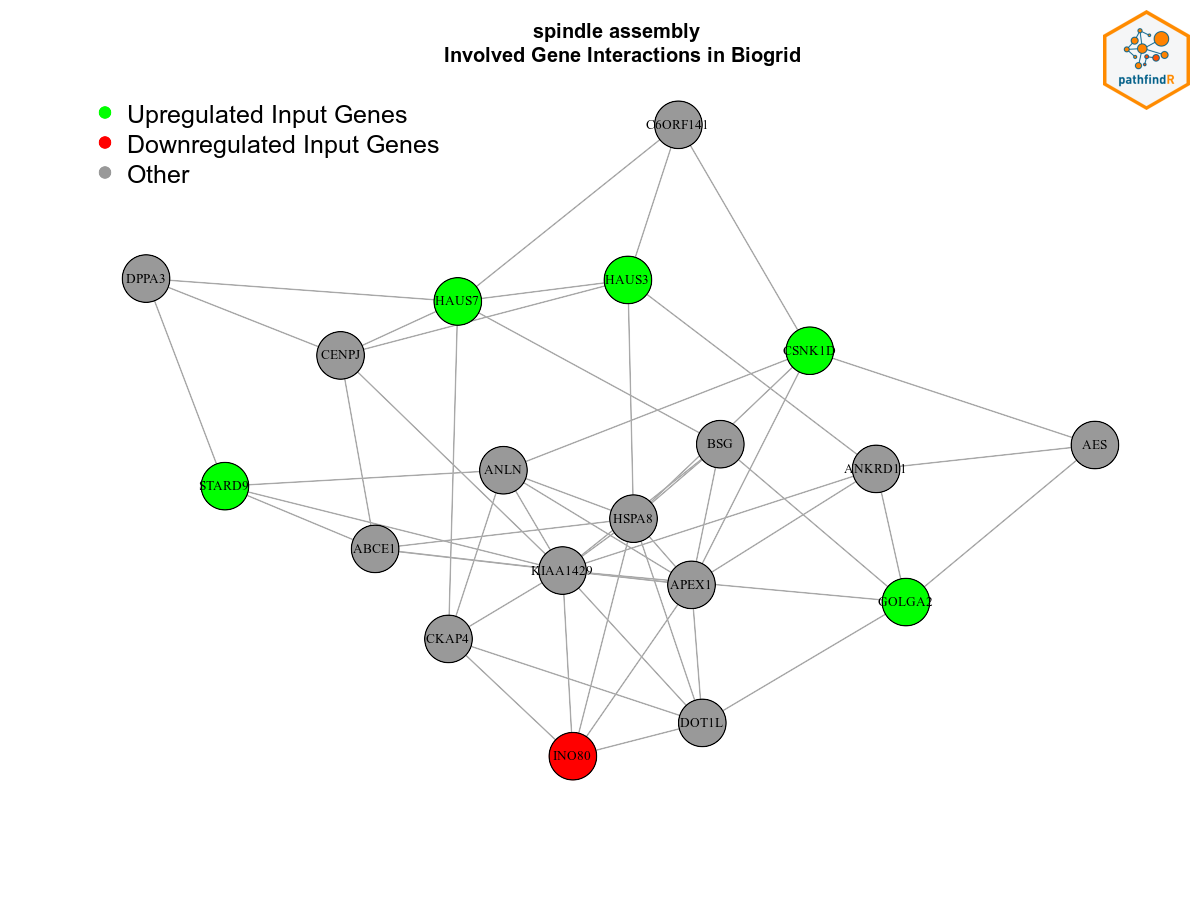 spindle assembly
Involved Gene Interactions in Biogrid
pathfindR
Upregulated Input Genes
Downregulated Input Genes
Other
C6ORF141
DPPA3
HAUS7
HAUS3
CENPJ
CSNK1D
BSG
AES
ANLN
ANKRD11
STARD9
HSPA8
ABCE1
KIAA1429
APEX1
GOLGA2
CKAP4
DOT1L
INO80